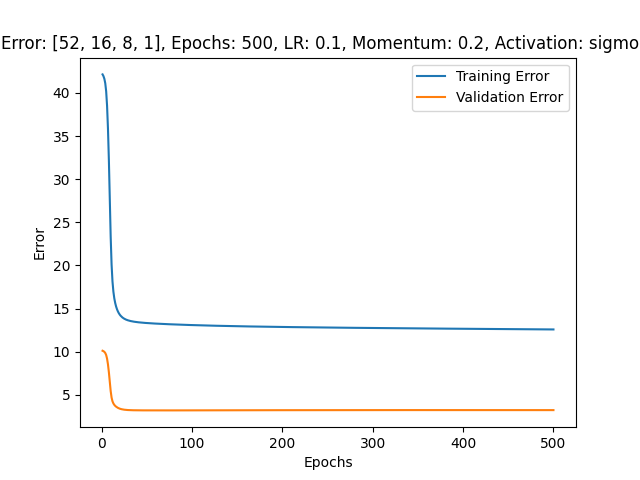 Error: [52, 16, 8, 1], Epochs: 500, LR: 0.1, Momentum: 0.2, Activation: sigmo
Training Error
Validation Error
40
35
30
25
20
15
10
5
Error
0 100 200 300 400 500
Epochs